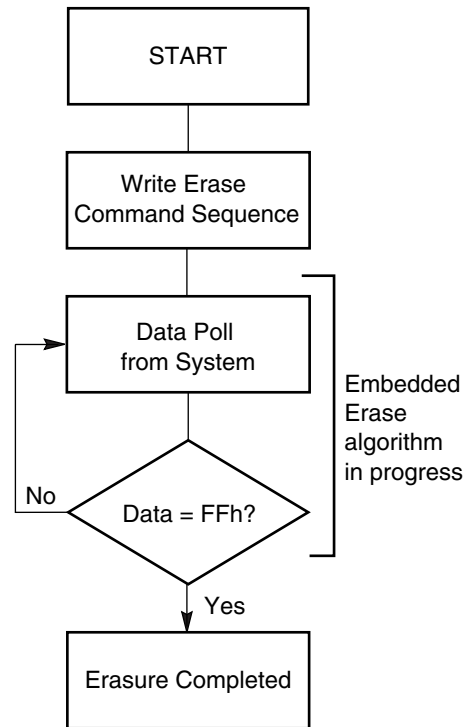 START
Write Erase
Command Sequence
Data Poll
from System
Embedded
Erase
algorithm
in progress
No
Data = FFh?
Yes
Erasure Completed